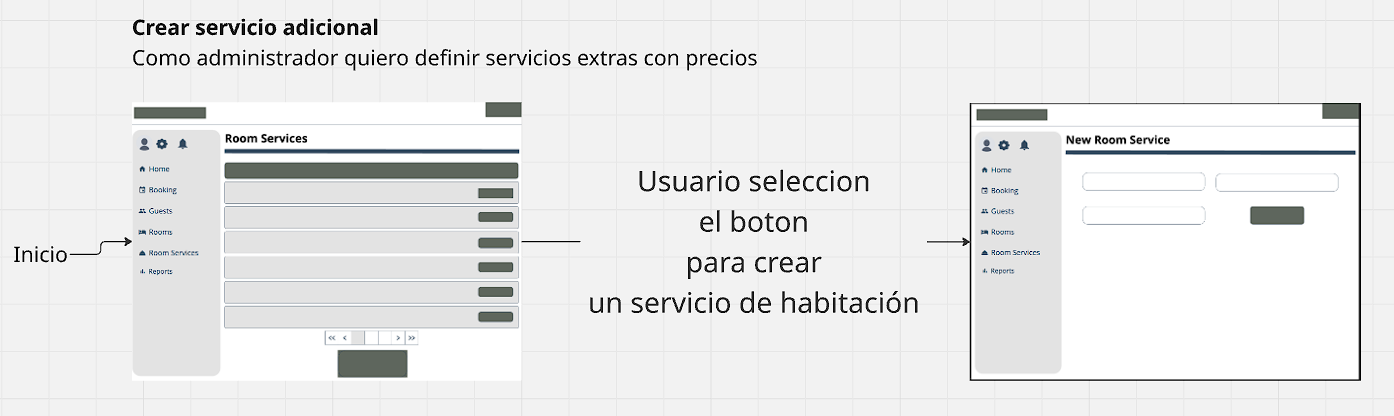 Crear servicio adicional
Como administrador quiero definir servicios extras con precios
Inicio
Room Services
Home
Booking
Guests
Rooms
Room Services
Reports
<< < > >>
Usuario seleccion
el boton
para crear
un servicio de habitación
New Room Service
Home
Booking
Guests
Rooms
Room Services
Reports